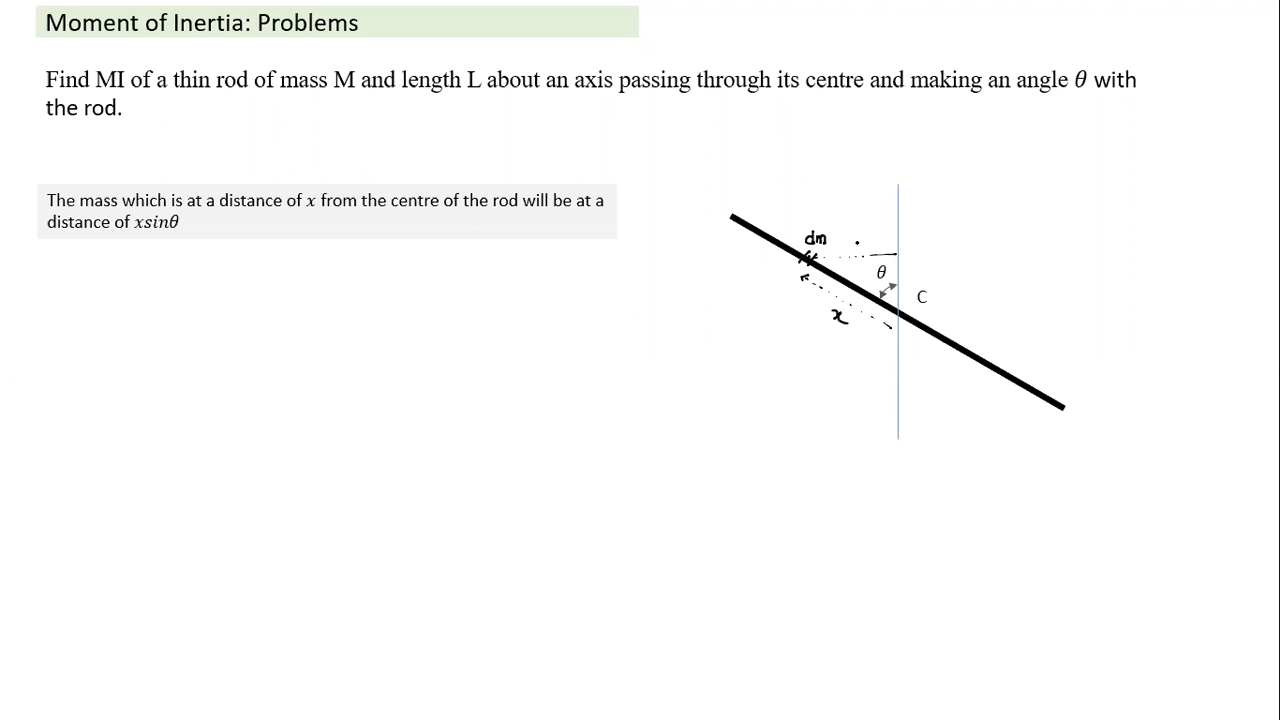 Moment of Inertia: Problems
Find MI of a thin rod of mass M and length L about an axis passing through its centre and making an angle θ with
the rod.
The mass which is at a distance of x from the centre of the rod will be at a
distance of xsinθ
dm
θ
C
x